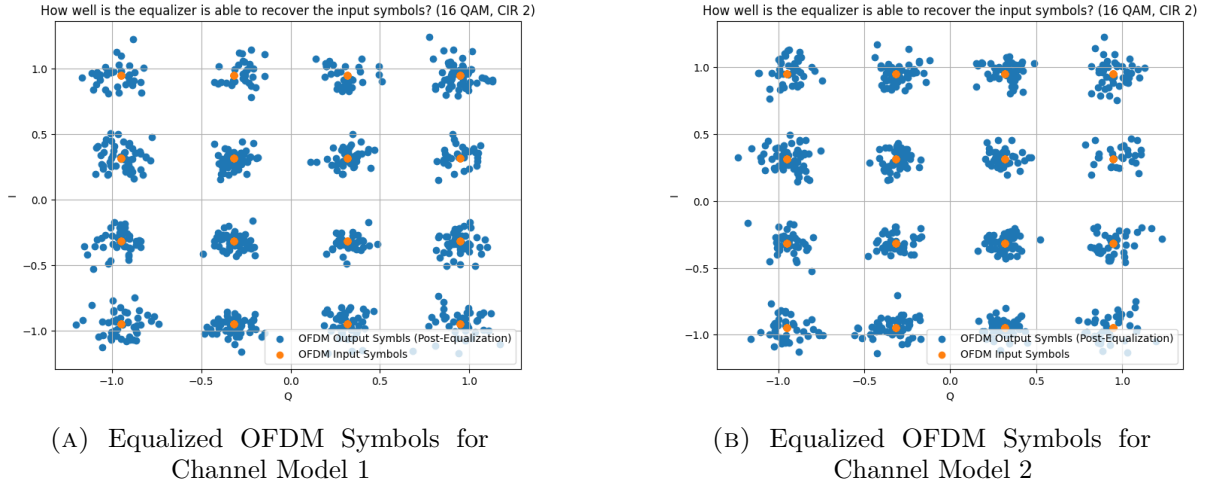 How well is the equalizer is able to recover the input symbols? (16 QAM, CIR 2)
1.0
0.5
0.0
−0.5
−1.0
I
−1.0 −0.5 0.0 0.5 1.0
Q
OFDM Output Symbls (Post-Equalization)
OFDM Input Symbols
(A) Equalized OFDM Symbols for
Channel Model 1
How well is the equalizer is able to recover the input symbols? (16 QAM, CIR 2)
1.0
0.5
0.0
−0.5
−1.0
I
−1.0 −0.5 0.0 0.5 1.0
Q
OFDM Output Symbls (Post-Equalization)
OFDM Input Symbols
(B) Equalized OFDM Symbols for
Channel Model 2